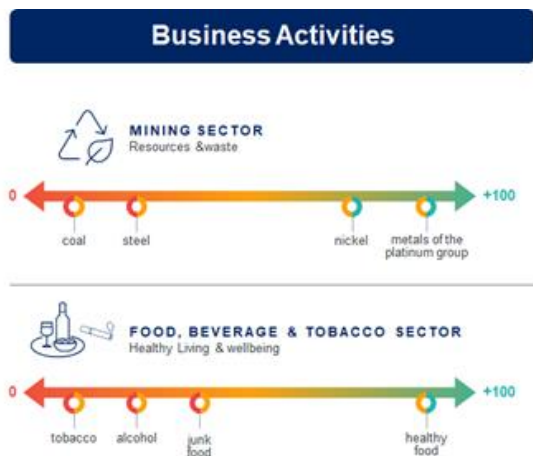 Business Activities
MINING SECTOR
Resources &waste
0
+100
coal
steel
nickel
metals of the
platinum group
FOOD, BEVERAGE & TOBACCO SECTOR
Healthy Living & wellbeing
0
+100
tobacco
alcohol
junk
food
healthy
food